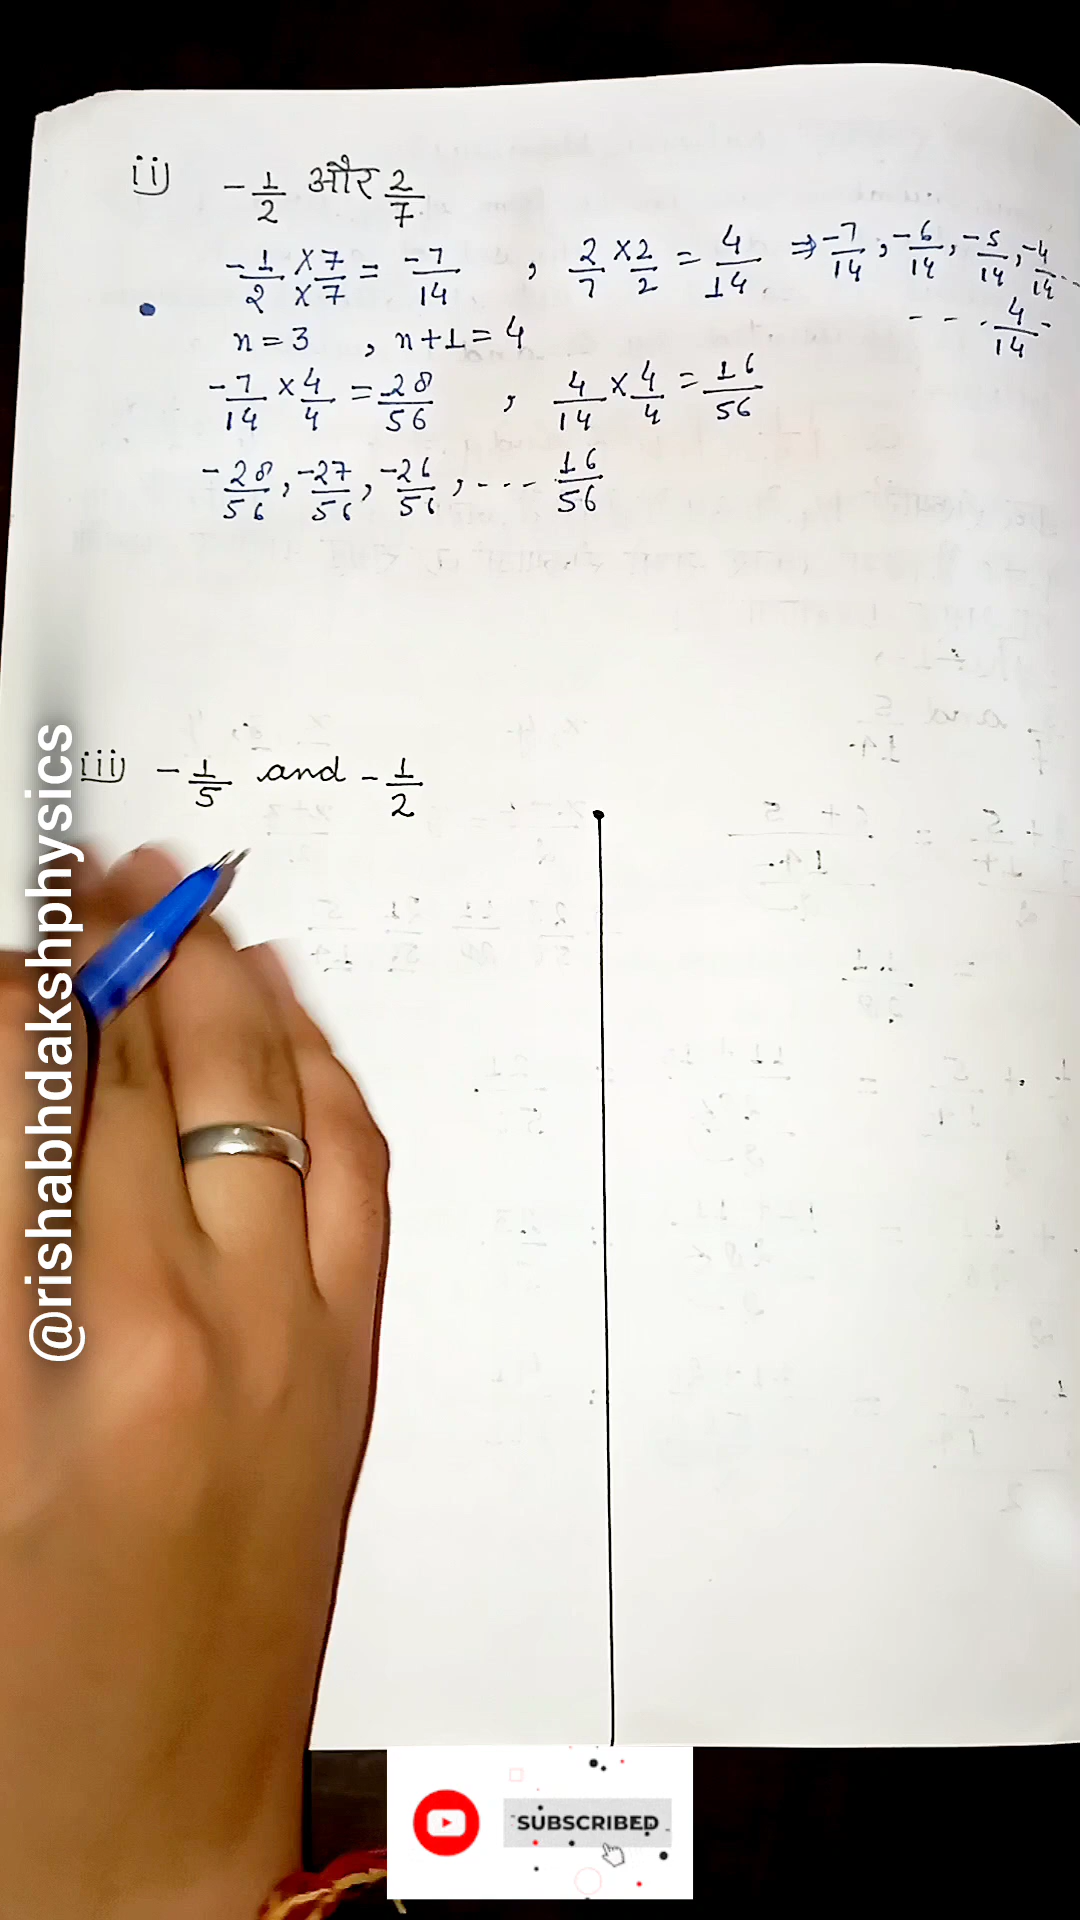 ii) -1/2 और 2/7
-1/2 ×7/×7 = -7/14 , 2/7 ×2/2 = 4/14 ⇒ -7/14, -6/14, -5/14, -4/14 ...
- - . 4/14 -
n = 3 , n+1 = 4
-7/14 × 4/4 = 28/56 , 4/14 × 4/4 = 16/56
-28/56, -27/56, -26/56, - - - . 16/56
iii) -1/5 and -1/2
@rishabhdakshphysics
SUBSCRIBED